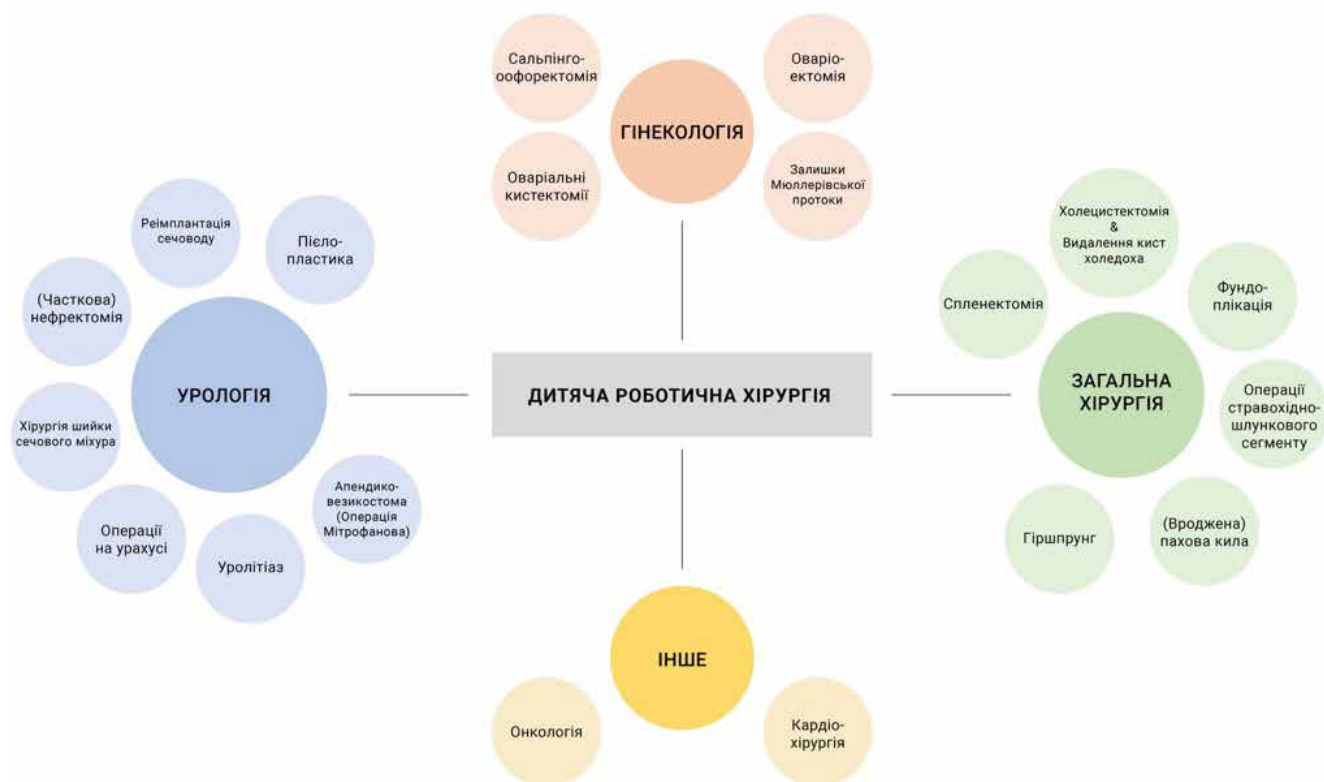 Сальпінго-
оофоректомія
Оваріо-
ектомія
ГІНЕКОЛОГІЯ
Оваріальні
кистектомії
Залишки
Мюллерівської
протоки
Реімплантація
сечоводу
Пієло-
пластика
(Часткова)
нефректомія
УРОЛОГІЯ
Хірургія шийки
сечового міхура
Операції
на урахусі
Уролітіаз
Апендико-
везикостома
(Операція
Мітрофанова)
ДИТЯЧА РОБОТИЧНА ХІРУРГІЯ
Холецистектомія
&
Видалення кист
холедоха
Спленектомія
Фундо-
плікація
ЗАГАЛЬНА
ХІРУРГІЯ
Операції
стравохідно-
шлункового
сегменту
Гіршпрунг
(Вроджена)
пахова кила
ІНШЕ
Онкологія
Кардіо-
хірургія